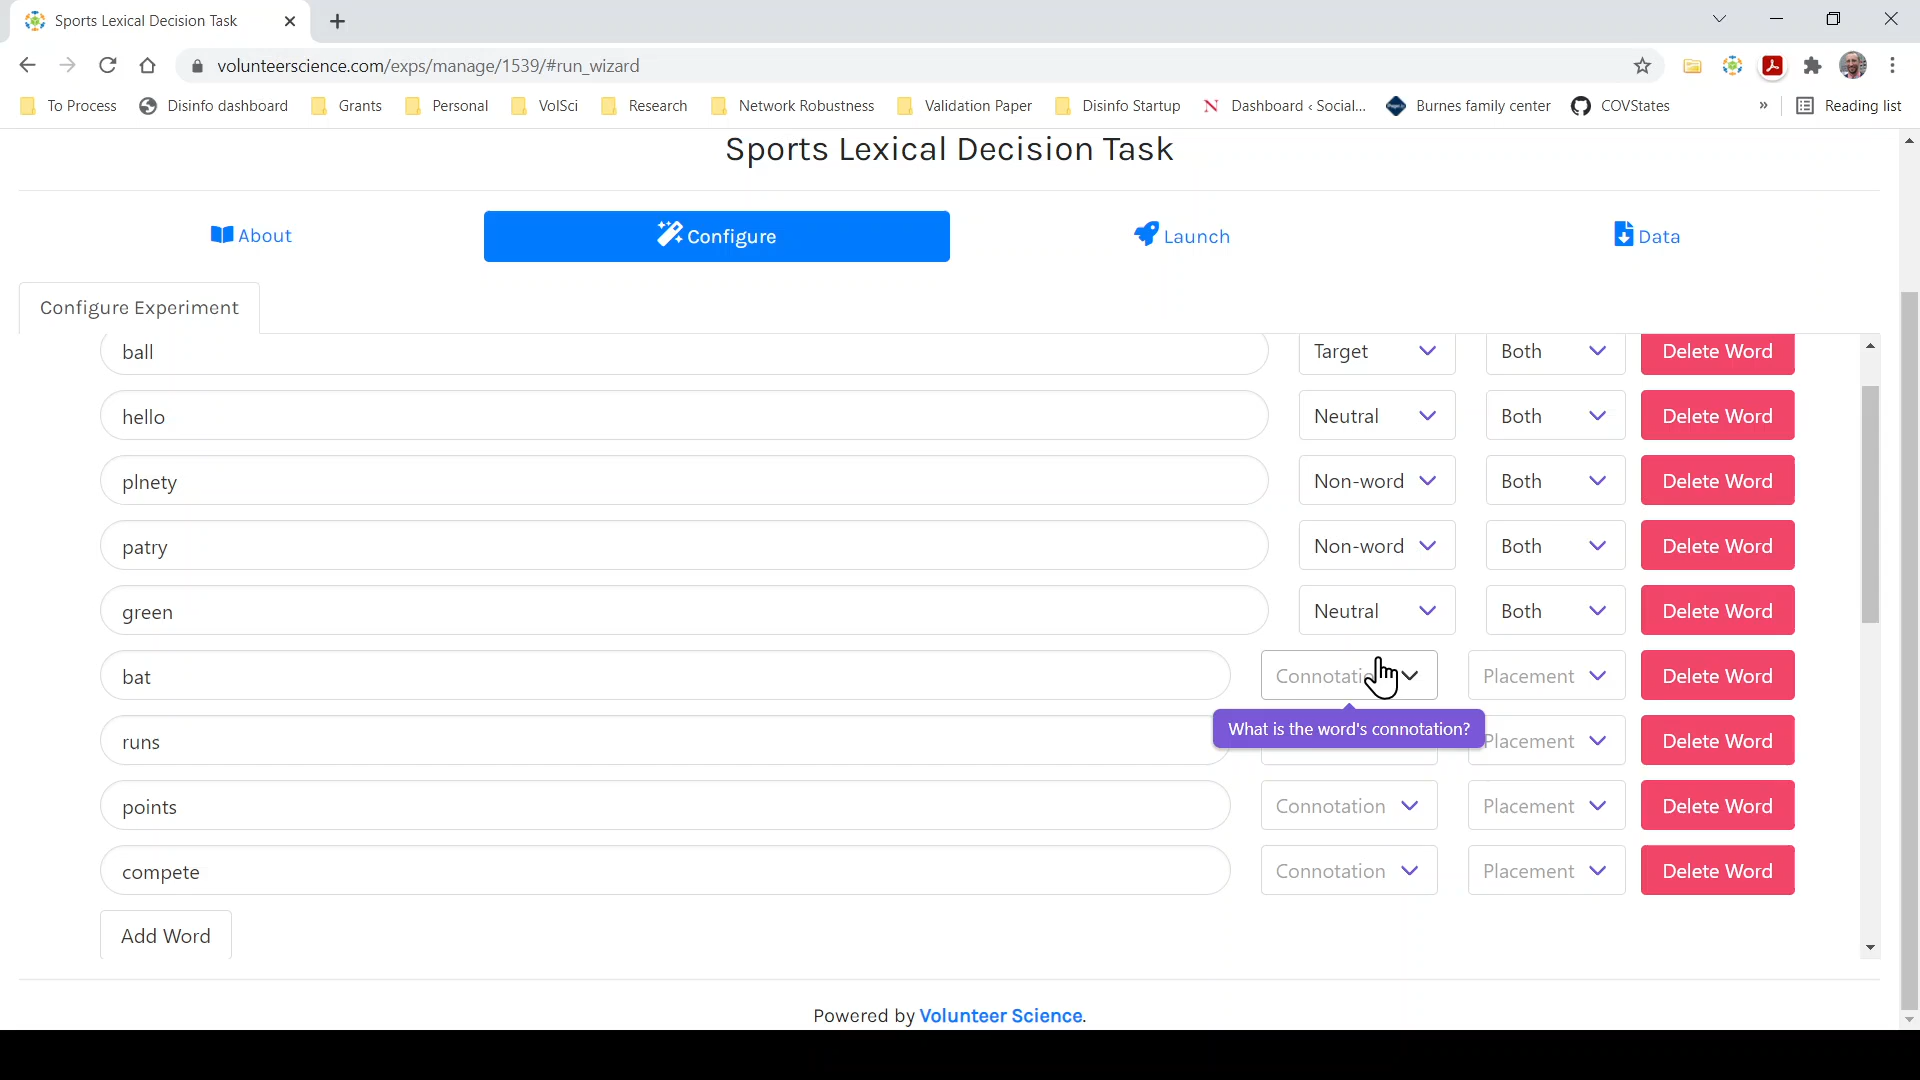 Sports Lexical Decision Task
volunteerscience.com/exps/manage/1539/#run_wizard
To Process Disinfo dashboard Grants Personal VolSci Research Network Robustness Validation Paper Disinfo Startup Dashboard ‹ Social... Burnes family center COVStates » Reading list
Sports Lexical Decision Task
About Configure Launch Data
Configure Experiment
ball Target Both Delete Word
hello Neutral Both Delete Word
plnety Non-word Both Delete Word
patry Non-word Both Delete Word
green Neutral Both Delete Word
bat Connotati Placement Delete Word
What is the word's connotation?
runs Placement Delete Word
points Connotation Placement Delete Word
compete Connotation Placement Delete Word
Add Word
Powered by Volunteer Science.